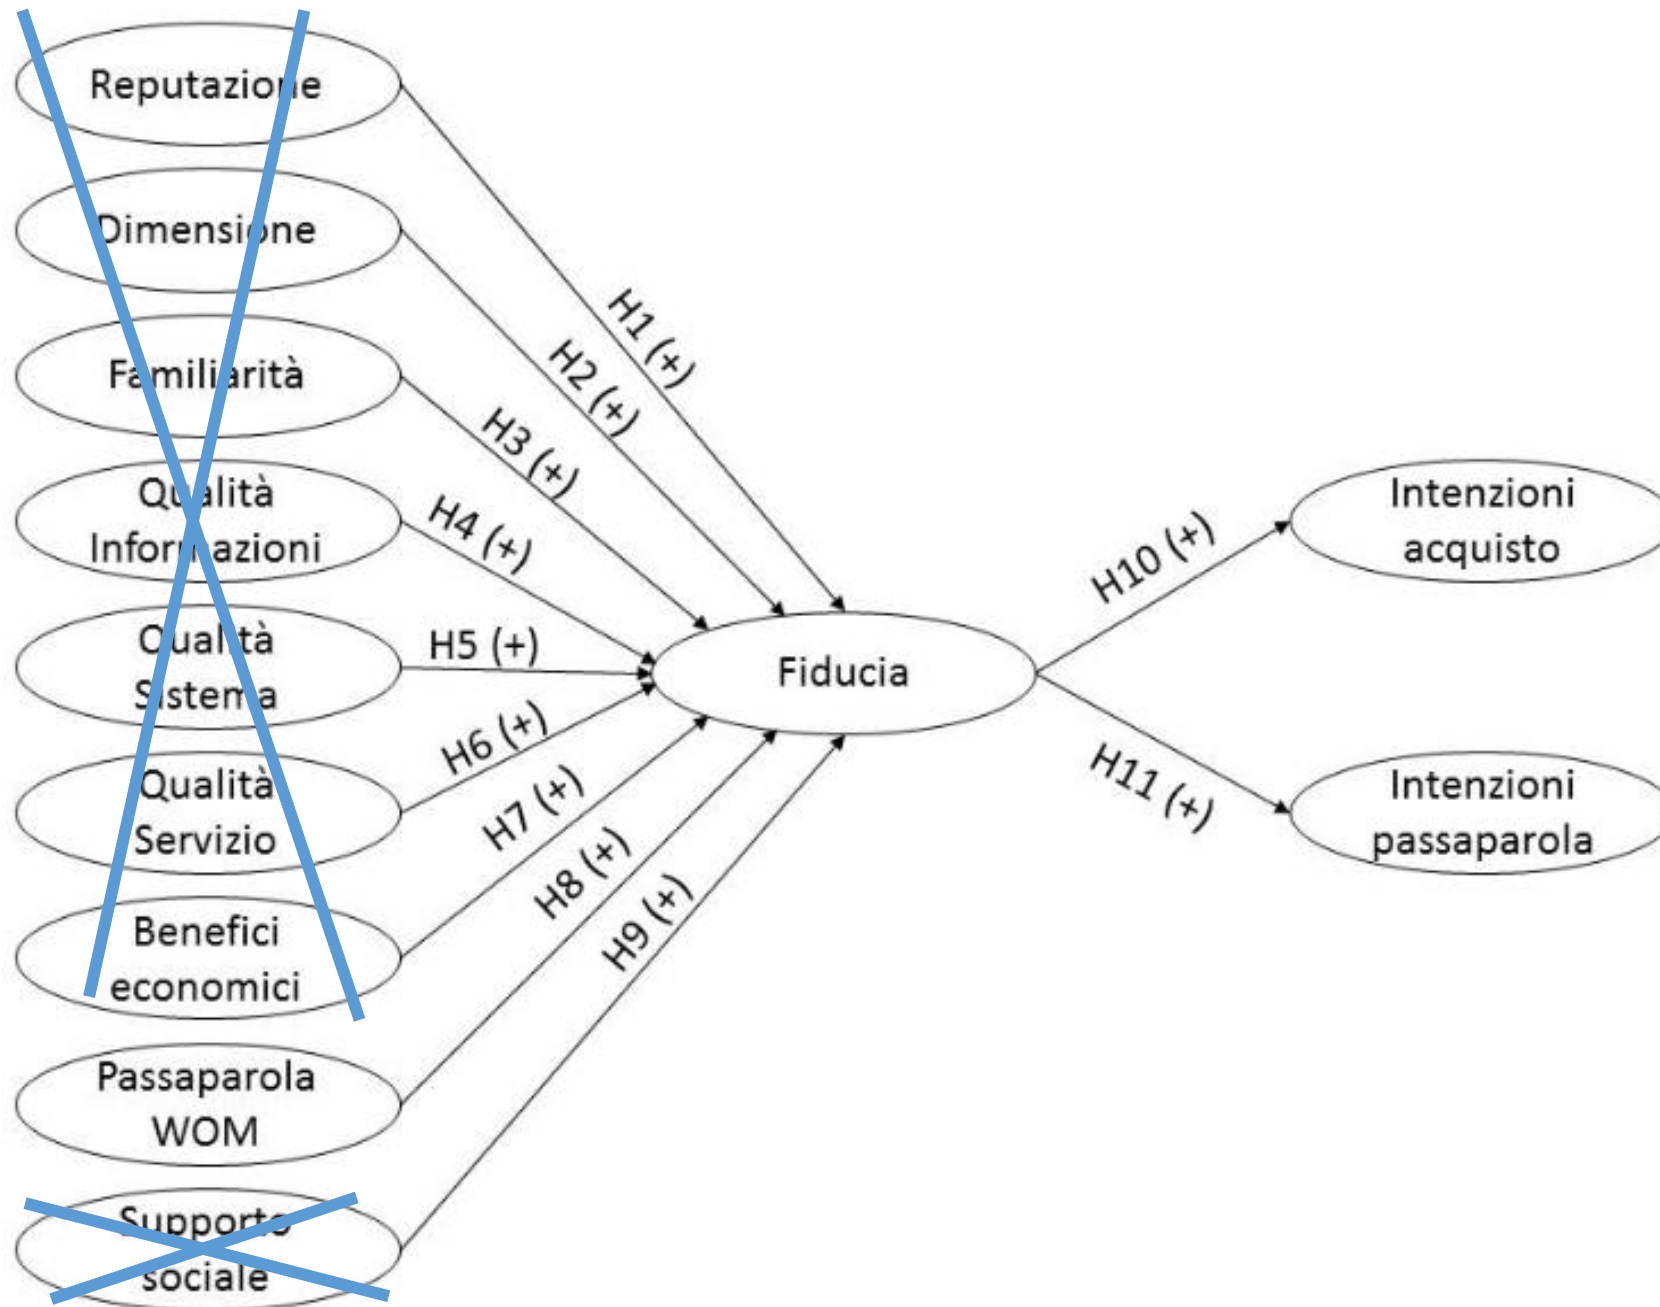 Reputazione
Dimensione
Familiarità
Qualità
Informazioni
Qualità
Sistema
Qualità
Servizio
Benefici
economici
Passaparola
WOM
Supporto
sociale
H1 (+)
H2 (+)
H3 (+)
H4 (+)
H5 (+)
H6 (+)
H7 (+)
H8 (+)
H9 (+)
Fiducia
H10 (+)
H11 (+)
Intenzioni
acquisto
Intenzioni
passaparola